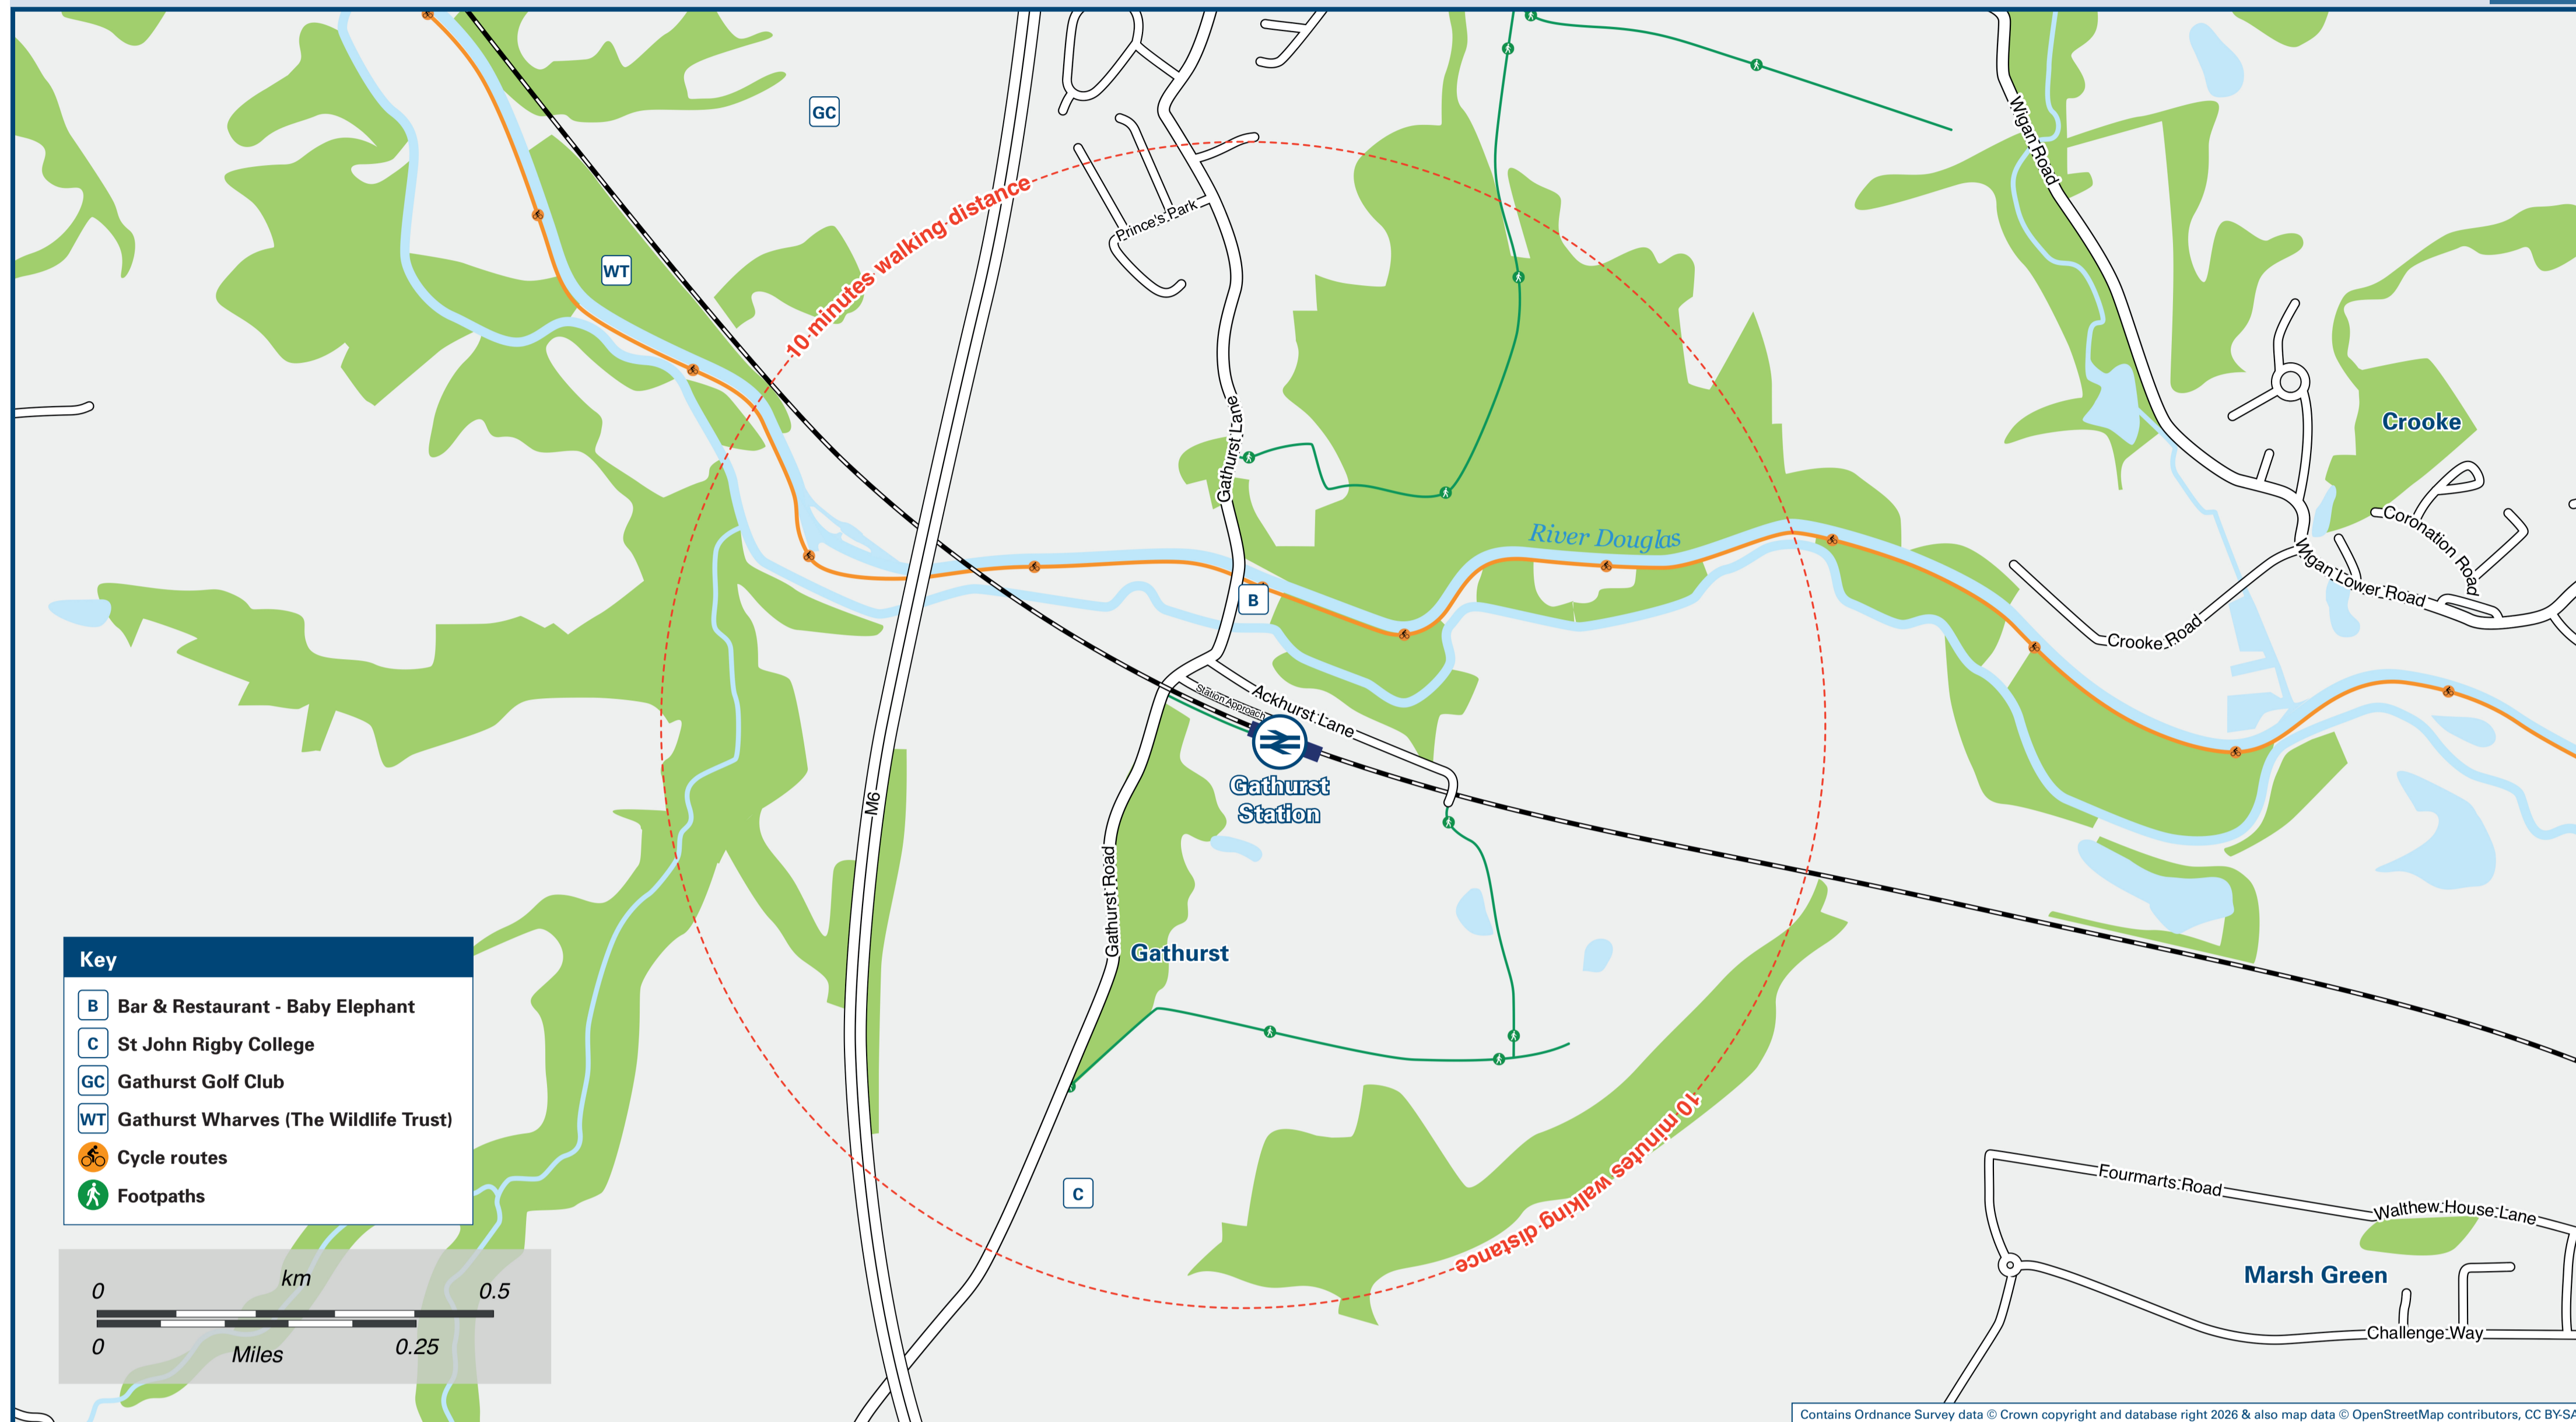 GC
Wigan Road
10 minutes walking distance
Prince's Park
WT
Crooke
Gathurst Lane
Coronation Road
River Douglas
Wigan Lower Road
B
Crooke Road
Station Approach
Ackhurst Lane
Gathurst
Station
M6
Gathurst Road
Gathurst
Key
B Bar & Restaurant - Baby Elephant
C St John Rigby College
GC Gathurst Golf Club
WT Gathurst Wharves (The Wildlife Trust)
Cycle routes
Footpaths
10 minutes walking distance
C
Fourmarts Road
Walthew House Lane
Marsh Green
Challenge Way
km
0 0.5
0 0.25
Miles
Contains Ordnance Survey data © Crown copyright and database right 2026 & also map data © OpenStreetMap contributors, CC BY-SA